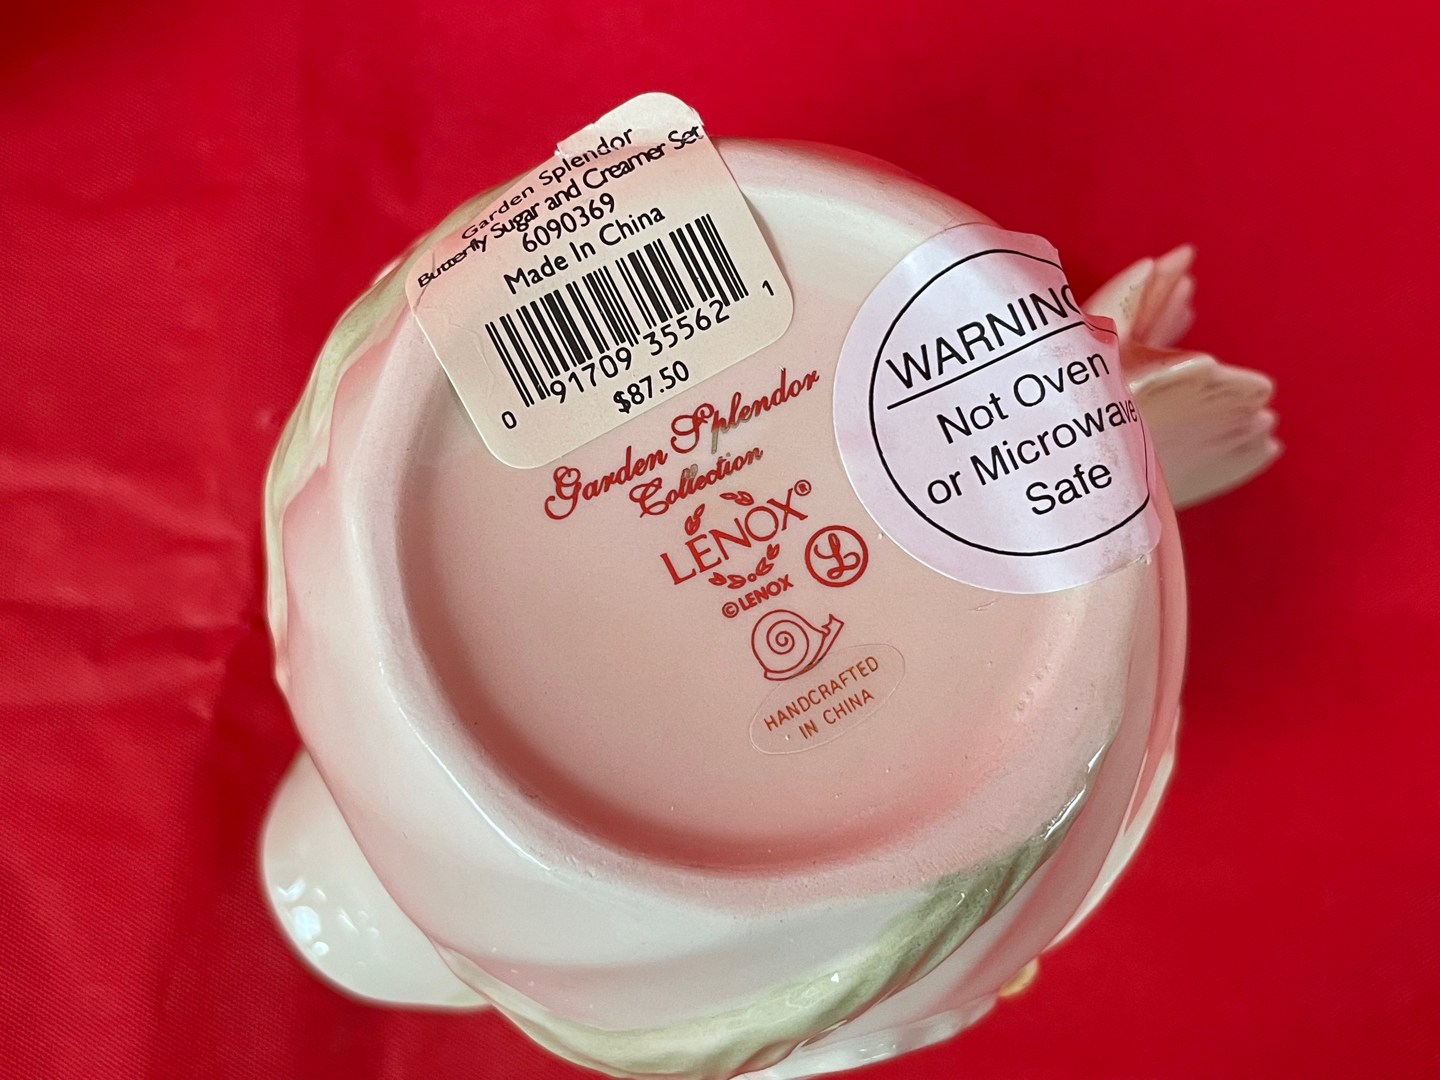 Garden Splendor
Butterfly Sugar and Creamer Set
6090369
Made In China
0 91709 35562 1
$87.50
Garden Splendor
Collection
LENOX®
L
©LENOX
HANDCRAFTED
IN CHINA
WARNING
Not Oven
or Microwave
Safe